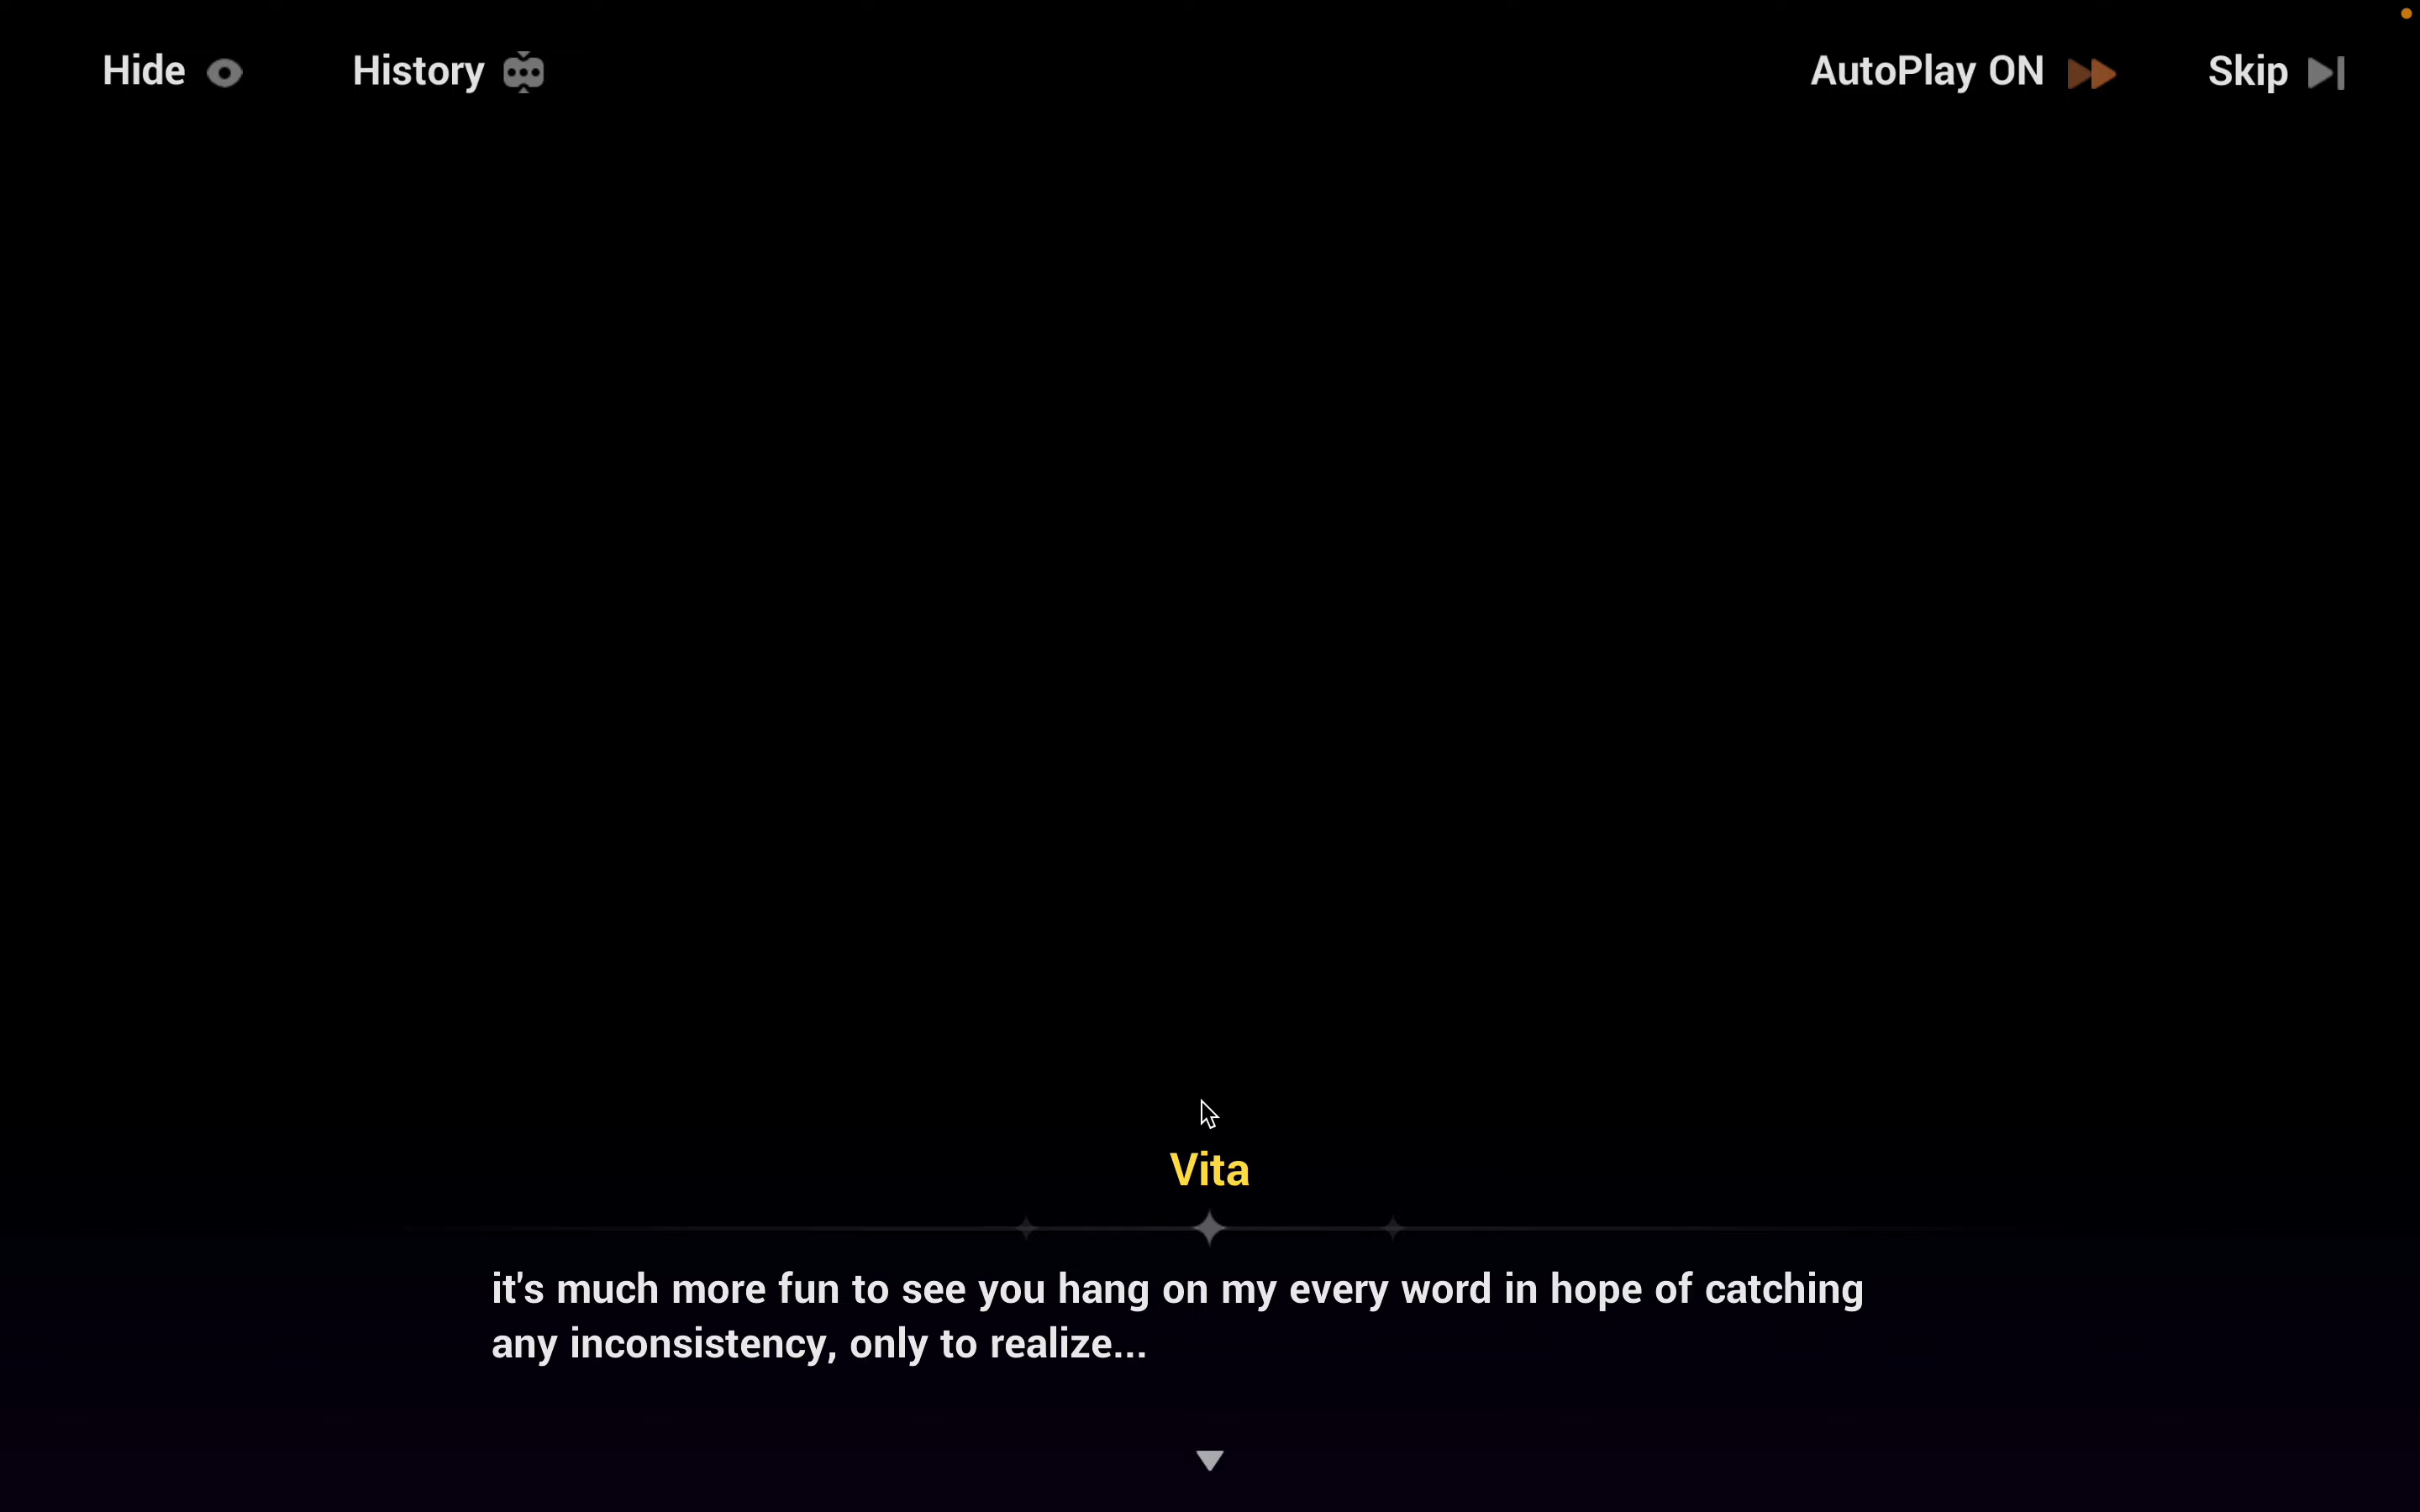 Hide
History
AutoPlay ON
Skip
Vita
it's much more fun to see you hang on my every word in hope of catching
any inconsistency, only to realize...